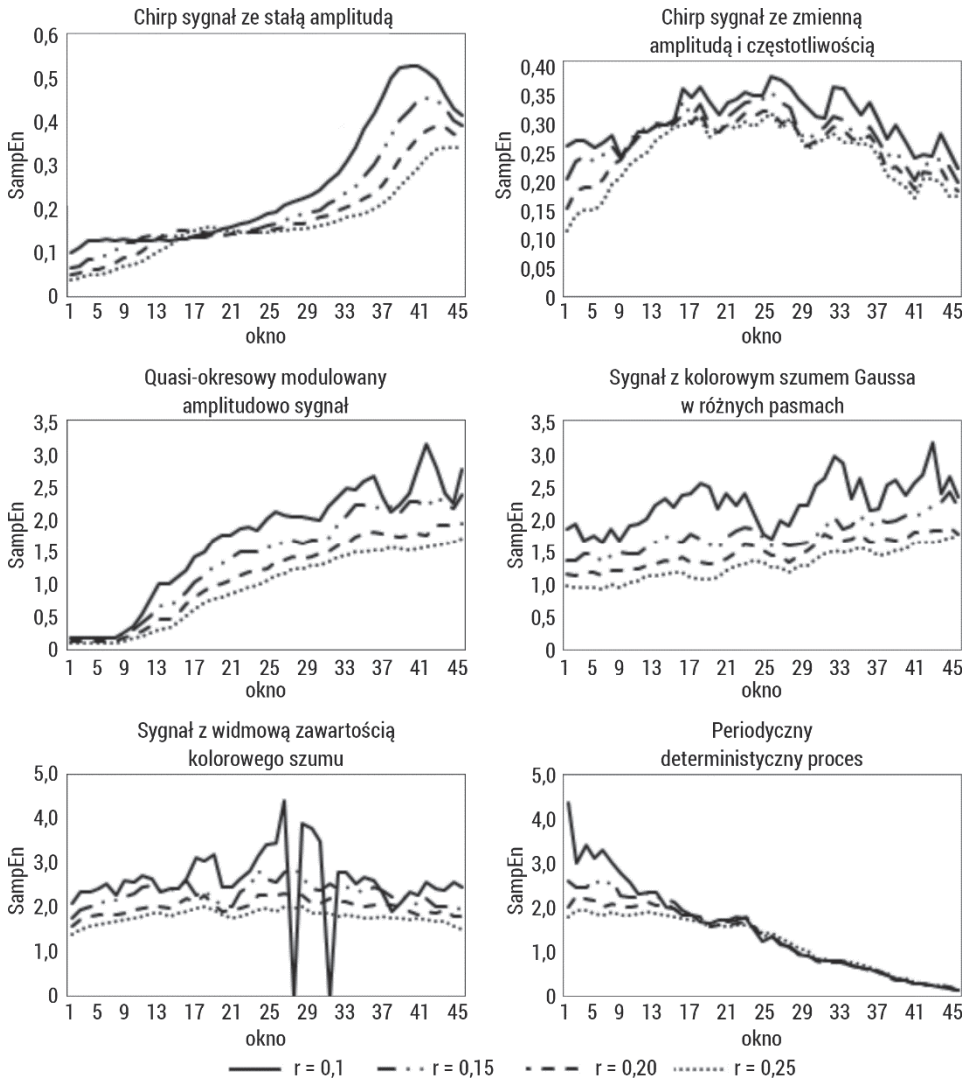 Chirp sygnał ze stałą amplitudą
0,6
0,5
0,4
0,3
0,2
0,1
0
SampEn
1 5 9 13 17 21 25 29 33 37 41 45
okno
Chirp sygnał ze zmienną
amplitudą i częstotliwością
0,40
0,35
0,30
0,25
0,20
0,15
0,10
0,05
0
SampEn
1 5 9 13 17 21 25 29 33 37 41 45
okno
Quasi-okresowy modulowany
amplitudowo sygnał
3,5
3,0
2,5
2,0
1,5
1,0
0,5
0
SampEn
1 5 9 13 17 21 25 29 33 37 41 45
okno
Sygnał z kolorowym szumem Gaussa
w różnych pasmach
3,5
3,0
2,5
2,0
1,5
1,0
0,5
0
SampEn
1 5 9 13 17 21 25 29 33 37 41 45
okno
Sygnał z widmową zawartością
kolorowego szumu
5,0
4,0
3,0
2,0
1,0
0
SampEn
1 5 9 13 17 21 25 29 33 37 41 45
okno
Periodyczny
deterministyczny proces
5,0
4,0
3,0
2,0
1,0
0
SampEn
1 5 9 13 17 21 25 29 33 37 41 45
okno
r = 0,1 r = 0,15 r = 0,20 r = 0,25